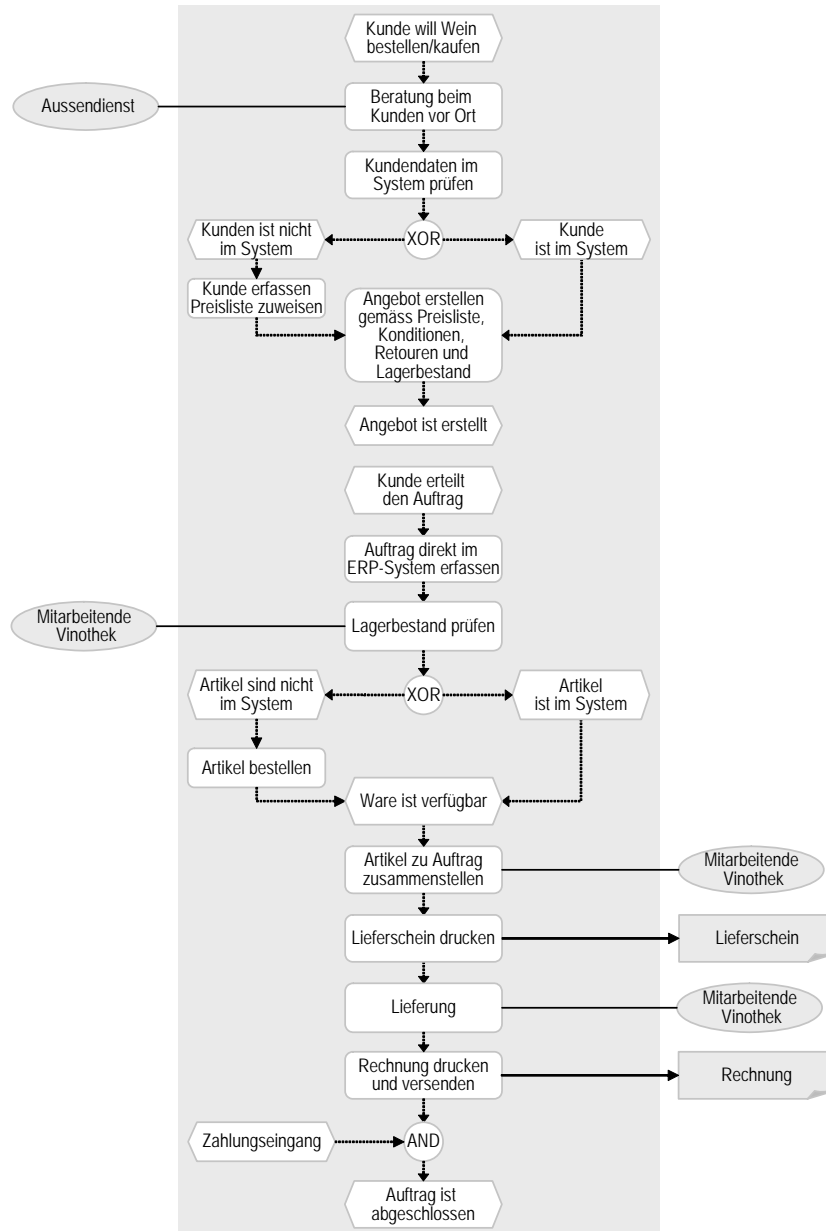 Kunde will Wein
bestellen/kaufen
Aussendienst
Beratung beim
Kunden vor Ort
Kundendaten im
System prüfen
Kunden ist nicht
im System
XOR
Kunde
ist im System
Kunde erfassen
Preisliste zuweisen
Angebot erstellen
gemäss Preisliste,
Konditionen,
Retouren und
Lagerbestand
Angebot ist erstellt
Kunde erteilt
den Auftrag
Auftrag direkt im
ERP-System erfassen
Mitarbeitende
Vinothek
Lagerbestand prüfen
Artikel sind nicht
im System
XOR
Artikel
ist im System
Artikel bestellen
Ware ist verfügbar
Artikel zu Auftrag
zusammenstellen
Mitarbeitende
Vinothek
Lieferschein drucken
Lieferschein
Lieferung
Mitarbeitende
Vinothek
Rechnung drucken
und versenden
Rechnung
Zahlungseingang
AND
Auftrag ist
abgeschlossen